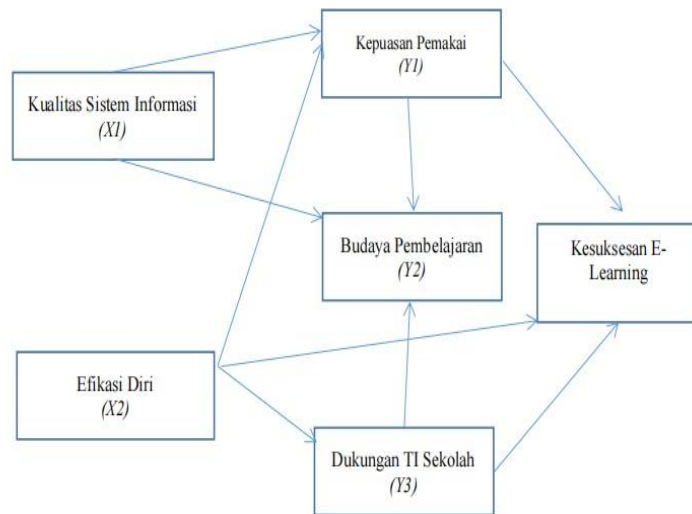 Kepuasan Pemakai
(Y1)
Kualitas Sistem Informasi
(X1)
Budaya Pembelajaran
(Y2)
Kesuksesan E-
Learning
Efikasi Diri
(X2)
Dukungan TI Sekolah
(Y3)